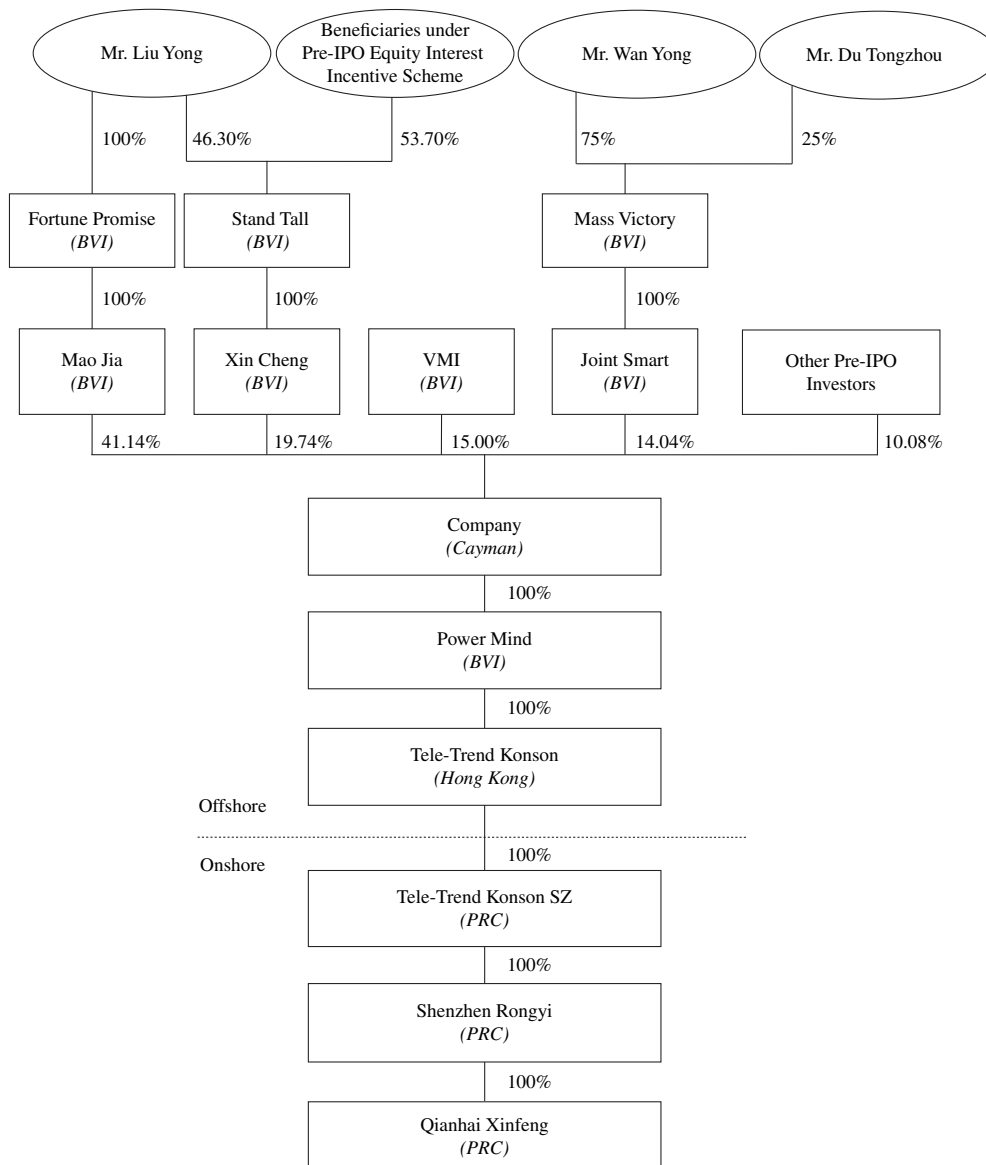 Mr. Liu Yong
Beneficiaries under
Pre-IPO Equity Interest
Incentive Scheme
Mr. Wan Yong
Mr. Du Tongzhou
100%
46.30%
53.70%
75%
25%
Fortune Promise
(BVI)
Stand Tall
(BVI)
Mass Victory
(BVI)
100%
100%
100%
Mao Jia
(BVI)
Xin Cheng
(BVI)
VMI
(BVI)
Joint Smart
(BVI)
Other Pre-IPO
Investors
41.14%
19.74%
15.00%
14.04%
10.08%
Company
(Cayman)
100%
Power Mind
(BVI)
100%
Tele-Trend Konson
(Hong Kong)
Offshore
Onshore
100%
Tele-Trend Konson SZ
(PRC)
100%
Shenzhen Rongyi
(PRC)
100%
Qianhai Xinfeng
(PRC)